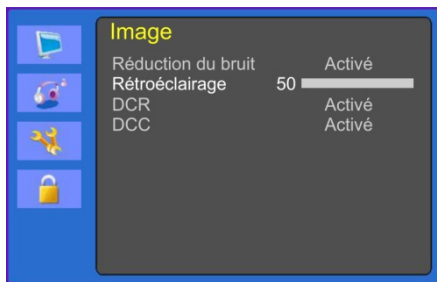 Image
Réduction du bruit Activé
Rétroéclairage 50
DCR Activé
DCC Activé